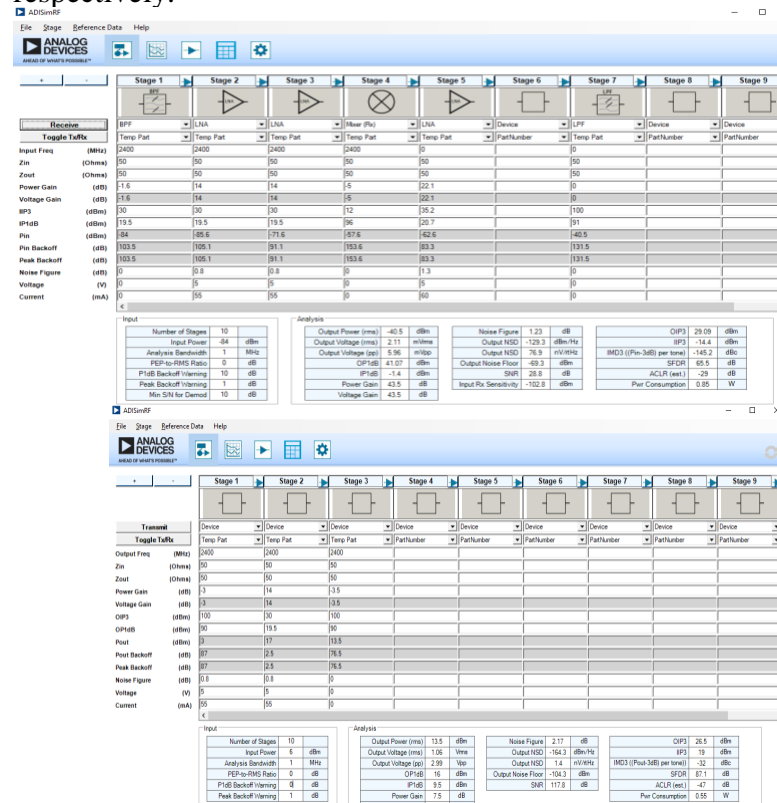 respectively.
ADISimRF
File Stage Reference Data Help
ANALOG DEVICES
AHEAD OF WHAT'S POSSIBLE™
+ - Stage 1 Stage 2 Stage 3 Stage 4 Stage 5 Stage 6 Stage 7 Stage 8 Stage 9
BPF LNA LNA LNA LPF
Receive BPF LNA LNA Mixer (Rx) LNA Device LPF Device Device
Toggle Tx/Rx Temp Part Temp Part Temp Part Temp Part Temp Part PartNumber Temp Part PartNumber PartNumber
Input Freq (MHz) 2400 2400 2400 2400 0 0
Zin (Ohms) 50 50 50 50 50 50
Zout (Ohms) 50 50 50 50 50 50
Power Gain (dB) -1.6 14 14 -5 22.1 0
Voltage Gain (dB) -1.6 14 14 -5 22.1 0
IIP3 (dBm) 30 30 30 12 35.2 100
IP1dB (dBm) 19.5 19.5 19.5 96 20.7 91
Pin (dBm) -84 -85.6 -71.6 -57.6 -62.6 -40.5
Pin Backoff (dB) 103.5 105.1 91.1 153.6 83.3 131.5
Peak Backoff (dB) 103.5 105.1 91.1 153.6 83.3 131.5
Noise Figure (dB) 0 0.8 0.8 0 1.3 0
Voltage (V) 0 5 5 0 5 0
Current (mA) 0 55 55 0 60 0
Input Analysis
Number of Stages 10 Output Power (rms) -40.5 dBm Noise Figure 1.23 dB OIP3 29.09 dBm
Input Power -84 dBm Output Voltage (rms) 2.11 mVrms Output NSD -129.3 dBm/Hz IIP3 -14.4 dBm
Analysis Bandwidth 1 MHz Output Voltage (pp) 5.96 mVpp Output NSD 76.9 nV/rtHz IMD3 ((Pin-3dB) per tone) -145.2 dBc
PEP-to-RMS Ratio 0 dB OP1dB 41.07 dBm Output Noise Floor -69.3 dBm SFDR 65.5 dB
P1dB Backoff Warning 10 dB IP1dB -1.4 dBm SNR 28.8 dB ACLR (est.) -29 dB
Peak Backoff Warning 1 dB Power Gain 43.5 dB Input Rx Sensitivity -102.8 dBm Pwr Consumption 0.85 W
Min S/N for Demod 10 dB Voltage Gain 43.5 dB
ADISimRF
File Stage Reference Data Help
ANALOG DEVICES
AHEAD OF WHAT'S POSSIBLE™
+ - Stage 1 Stage 2 Stage 3 Stage 4 Stage 5 Stage 6 Stage 7 Stage 8 Stage 9
Transmit Device Device Device Device Device Device Device Device Device
Toggle Tx/Rx Temp Part Temp Part Temp Part PartNumber PartNumber PartNumber PartNumber PartNumber PartNumber
Output Freq (MHz) 2400 2400 2400
Zin (Ohms) 50 50 50
Zout (Ohms) 50 50 50
Power Gain (dB) -3 14 -3.5
Voltage Gain (dB) -3 14 -3.5
OIP3 (dBm) 100 30 100
OP1dB (dBm) 90 19.5 90
Pout (dBm) 3 17 13.5
Pout Backoff (dB) 87 2.5 76.5
Peak Backoff (dB) 87 2.5 76.5
Noise Figure (dB) 0.8 0.8 0
Voltage (V) 5 5 0
Current (mA) 55 55 0
Input Analysis
Number of Stages 10 Output Power (rms) 13.5 dBm Noise Figure 2.17 dB OIP3 26.5 dBm
Input Power 6 dBm Output Voltage (rms) 1.06 Vrms Output NSD -164.3 dBm/Hz IIP3 19 dBm
Analysis Bandwidth 1 MHz Output Voltage (pp) 2.99 Vpp Output NSD 1.4 nV/rtHz IMD3 ((Pout-3dB) per tone)) -32 dBc
PEP-to-RMS Ratio 0 dB OP1dB 16 dBm Output Noise Floor -104.3 dBm SFDR 87.1 dB
P1dB Backoff Warning 0 dB IP1dB 9.5 dBm SNR 117.8 dB ACLR (est.) -47 dB
Peak Backoff Warning 1 dB Power Gain 7.5 dB Pwr Consumption 0.55 W